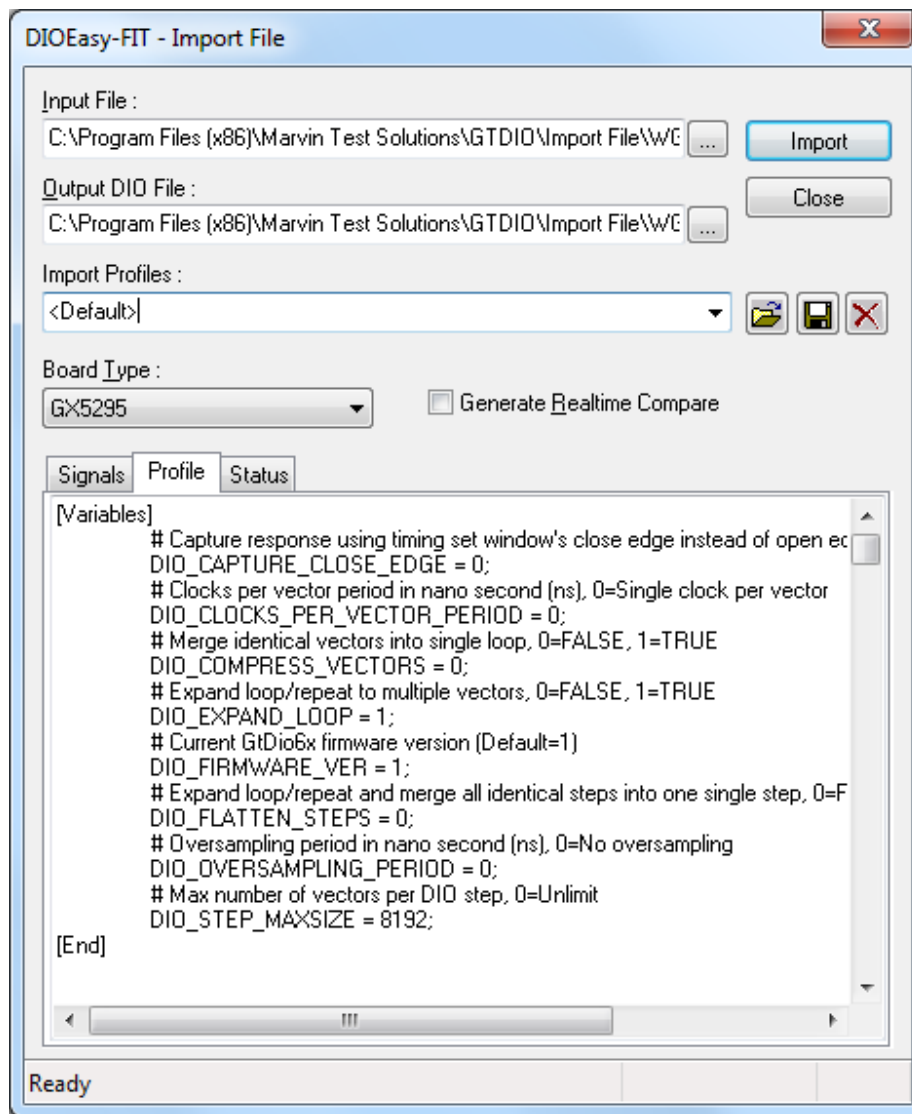 DIOEasy-FIT - Import File
Input File :
C:\Program Files (x86)\Marvin Test Solutions\GTDIO\Import File\WG
...
Import
Output DIO File :
C:\Program Files (x86)\Marvin Test Solutions\GTDIO\Import File\WG
...
Close
Import Profiles :
<Default>
Board Type :
GX5295
Generate Realtime Compare
Signals
Profile
Status
[Variables]
# Capture response using timing set window's close edge instead of open
DIO_CAPTURE_CLOSE_EDGE = 0;
# Clocks per vector period in nano second (ns), 0=Single clock per vector
DIO_CLOCKS_PER_VECTOR_PERIOD = 0;
# Merge identical vectors into single loop, 0=FALSE, 1=TRUE
DIO_COMPRESS_VECTORS = 0;
# Expand loop/repeat to multiple vectors, 0=FALSE, 1=TRUE
DIO_EXPAND_LOOP = 1;
# Current GtDio6x firmware version (Default=1)
DIO_FIRMWARE_VER = 1;
# Expand loop/repeat and merge all identical steps into one single step, 0=F
DIO_FLATTEN_STEPS = 0;
# Oversampling period in nano second (ns), 0=No oversampling
DIO_OVERSAMPLING_PERIOD = 0;
# Max number of vectors per DIO step, 0=Unlimit
DIO_STEP_MAXSIZE = 8192;
[End]
Ready